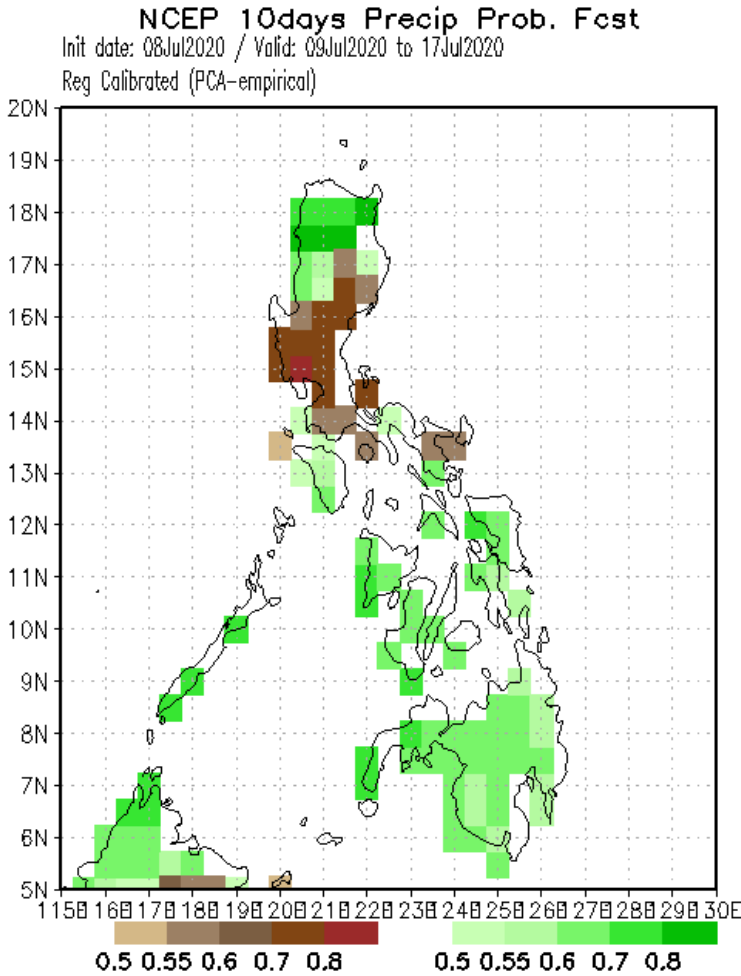 NCEP 10days Precip Prob. Fcst
Init date: 08Jul2020 / Valid: 09Jul2020 to 17Jul2020
Reg Calibrated (PCA-empirical)
20N
19N
18N
17N
16N
15N
14N
13N
12N
11N
10N
9N
8N
7N
6N
5N
0.5 0.55 0.6 0.7 0.8 0.5 0.55 0.6 0.7 0.8